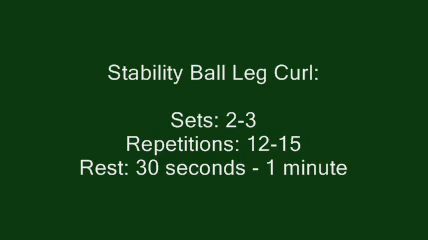 Stability Ball Leg Curl:
Sets: 2-3
Repetitions: 12-15
Rest: 30 seconds - 1 minute